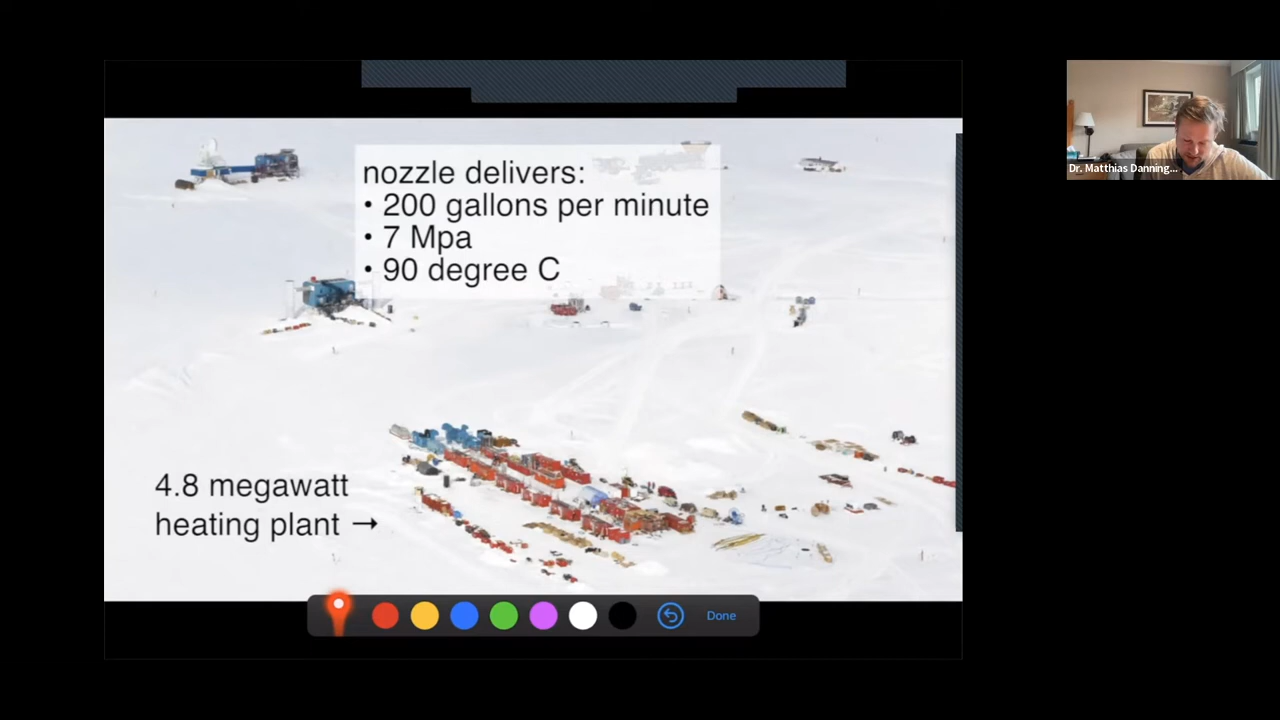 nozzle delivers:
• 200 gallons per minute
• 7 Mpa
• 90 degree C
4.8 megawatt
heating plant →
Dr. Matthias Danning...
Done